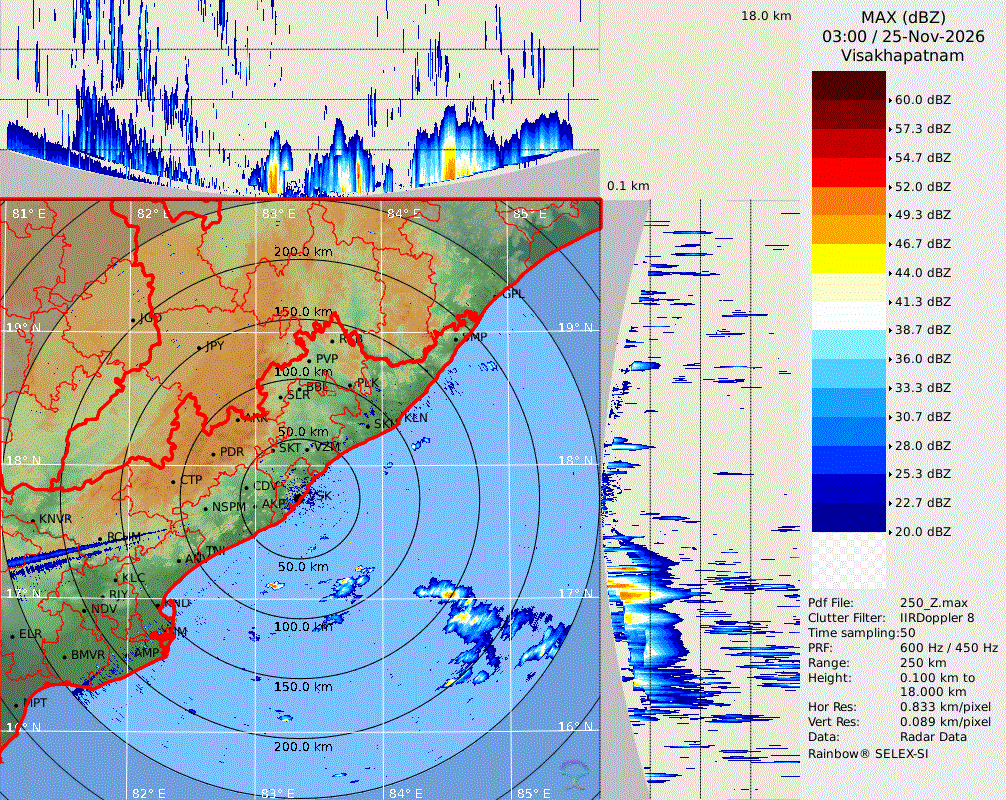 18.0 km
0.1 km
MAX (dBZ)
03:00 / 25-Nov-2026
Visakhapatnam
60.0 dBZ
57.3 dBZ
54.7 dBZ
52.0 dBZ
49.3 dBZ
46.7 dBZ
44.0 dBZ
41.3 dBZ
38.7 dBZ
36.0 dBZ
33.3 dBZ
30.7 dBZ
28.0 dBZ
25.3 dBZ
22.7 dBZ
20.0 dBZ
81° E
82° E
83° E
84° E
85° E
200.0 km
GPL
150.0 km
JGD
19° N
19° N
JPY
PVP
100.0 km
PLK
BBL
SLR
KLN
50.0 km
SKT
VZM
PDR
18° N
18° N
CTP
CDV
NSPM
AKP
KNVR
TNI
50.0 km
KLC
RJY
17° N
17° N
KND
NDV
100.0 km
ELR
BMVR
AMP
150.0 km
MPT
16° N
16° N
200.0 km
82° E
83° E
84° E
85° E
Pdf File: 250_Z.max
Clutter Filter: IIRDoppler 8
Time sampling:50
PRF: 600 Hz / 450 Hz
Range: 250 km
Height: 0.100 km to
18.000 km
Hor Res: 0.833 km/pixel
Vert Res: 0.089 km/pixel
Data: Radar Data
Rainbow® SELEX-SI